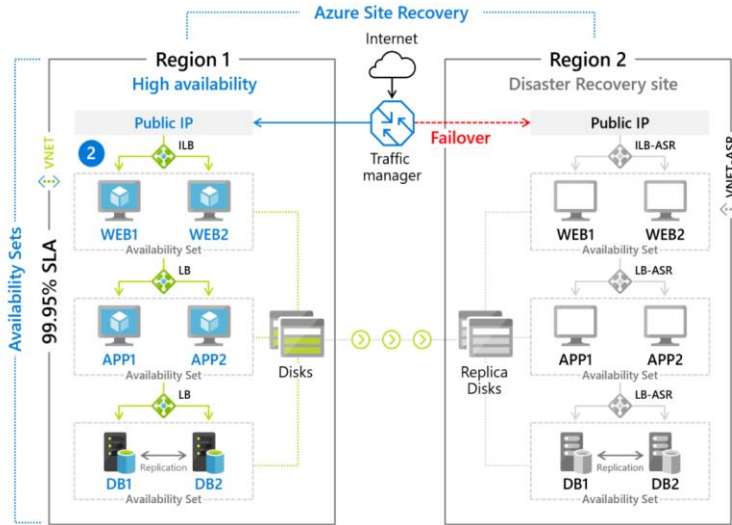 Azure Site Recovery
Internet
Traffic
manager
Failover
Availability Sets
99.95% SLA
VNET
Region 1
High availability
Public IP
2
ILB
WEB1
WEB2
Availability Set
LB
APP1
APP2
Availability Set
LB
Replication
DB1
DB2
Availability Set
Disks
Replica
Disks
Region 2
Disaster Recovery site
Public IP
ILB-ASR
WEB1
WEB2
Availability Set
LB-ASR
APP1
APP2
Availability Set
LB-ASR
Replication
DB1
DB2
Availability Set
VNET-ASR